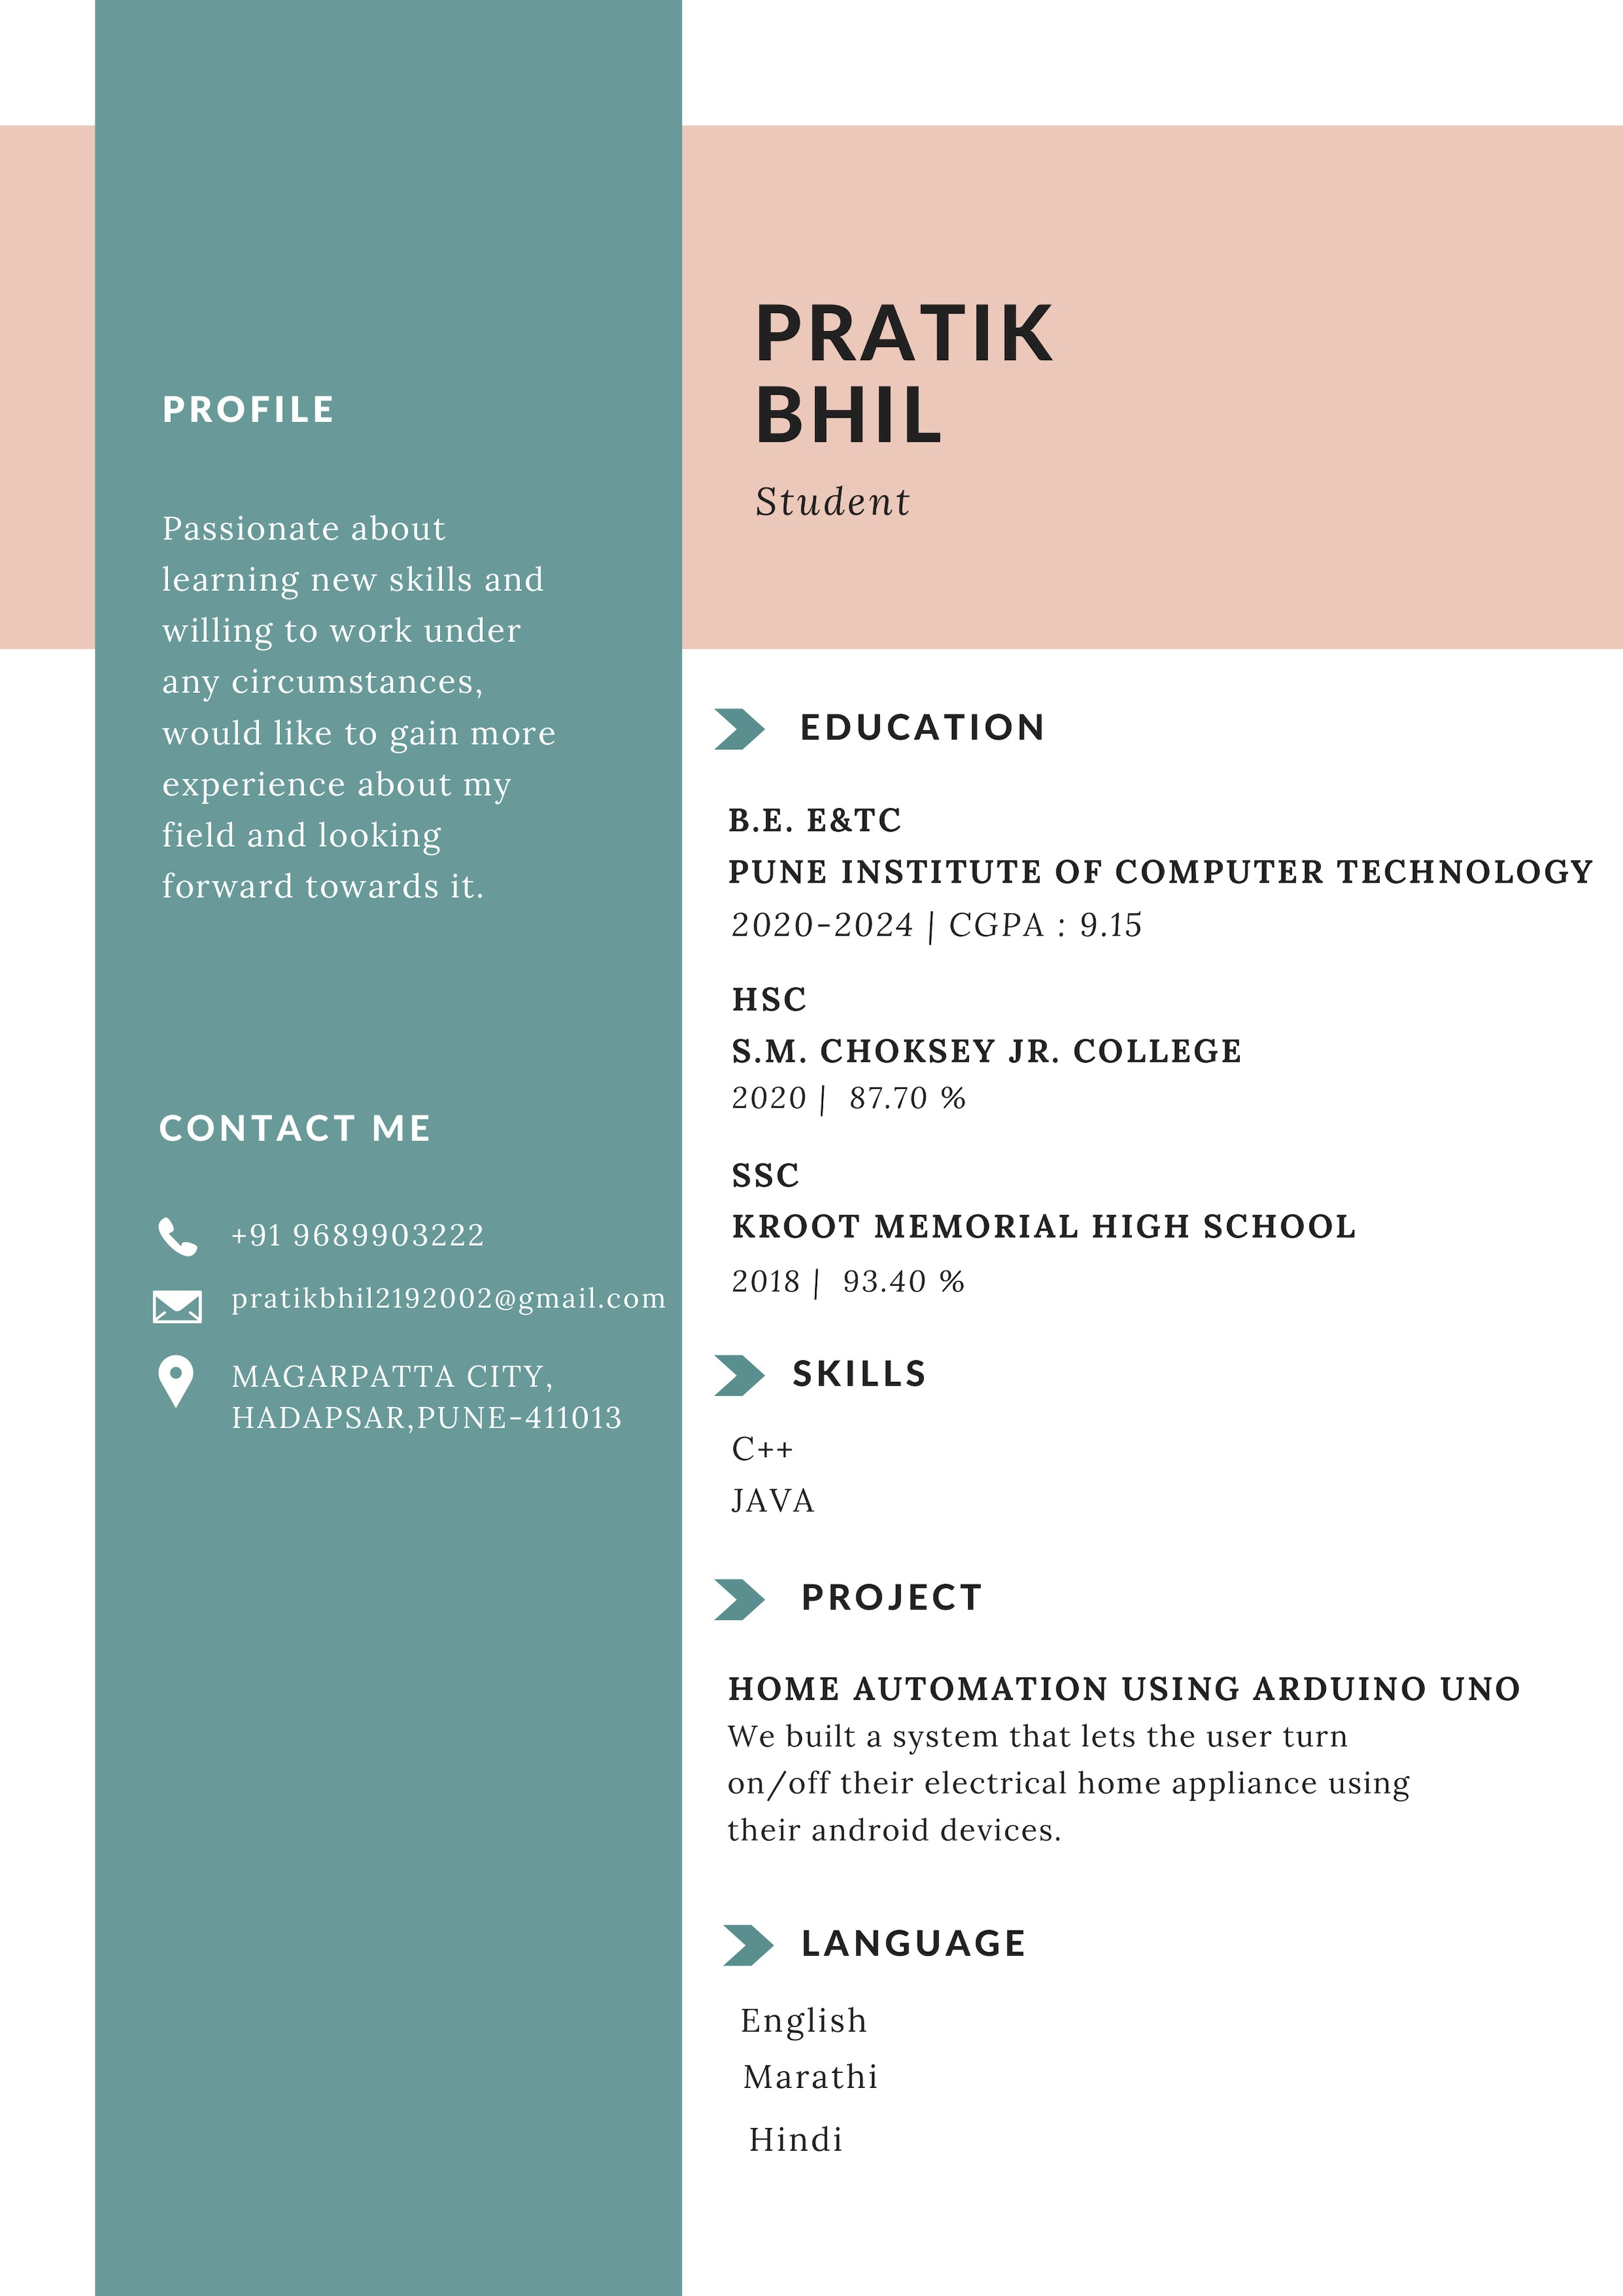 PRATIK
BHIL
Student
PROFILE
Passionate about
learning new skills and
willing to work under
any circumstances,
would like to gain more
experience about my
field and looking
forward towards it.
CONTACT ME
+91 9689903222
pratikbhil2192002@gmail.com
MAGARPATTA CITY,
HADAPSAR,PUNE-411013
EDUCATION
B.E. E&TC
PUNE INSTITUTE OF COMPUTER TECHNOLOGY
2020-2024 | CGPA : 9.15
HSC
S.M. CHOKSEY JR. COLLEGE
2020 | 87.70 %
SSC
KROOT MEMORIAL HIGH SCHOOL
2018 | 93.40 %
SKILLS
C++
JAVA
PROJECT
HOME AUTOMATION USING ARDUINO UNO
We built a system that lets the user turn
on/off their electrical home appliance using
their android devices.
LANGUAGE
English
Marathi
Hindi